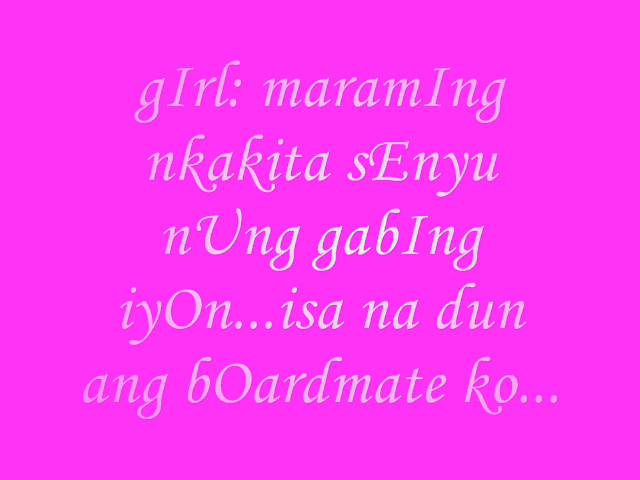 gIrl: maramIng
nkakita sEnyu
nUng gabIng
iyOn...isa na dun
ang bOardmate ko...